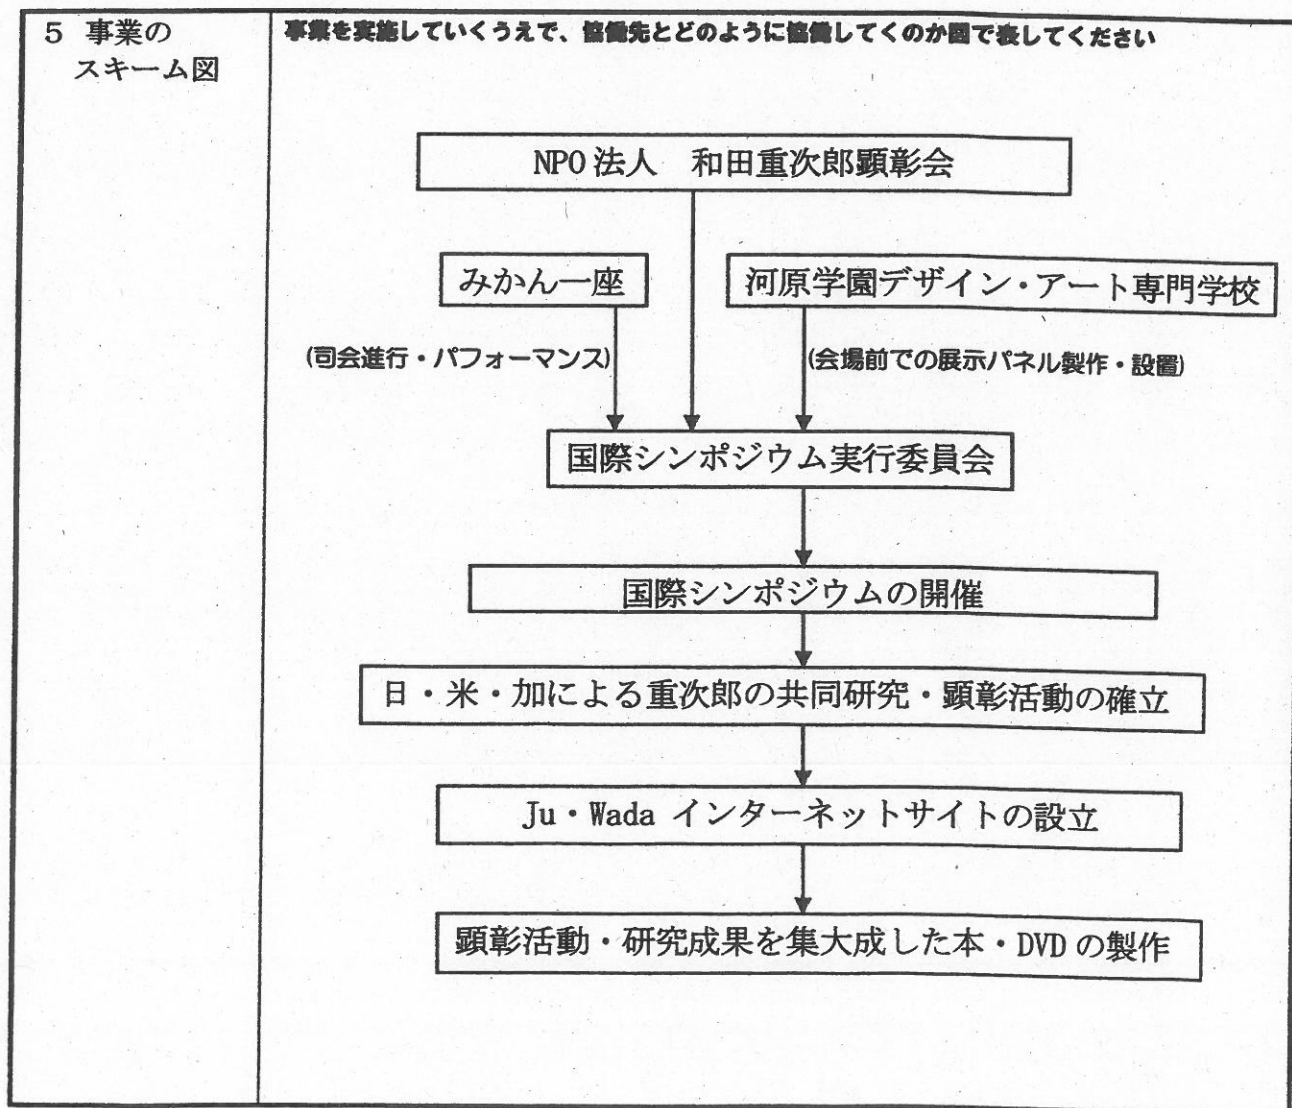 5 事業の
スキーム図
事業を実施していくうえで、協働先とどのように協働してくのか図で表してください
NPO法人　和田重次郎顕彰会
みかん一座
河原学園デザイン・アート専門学校
(司会進行・パフォーマンス)
(会場前での展示パネル製作・設置)
国際シンポジウム実行委員会
国際シンポジウムの開催
日・米・加による重次郎の共同研究・顕彰活動の確立
Ju・Wada インターネットサイトの設立
顕彰活動・研究成果を集大成した本・DVDの製作